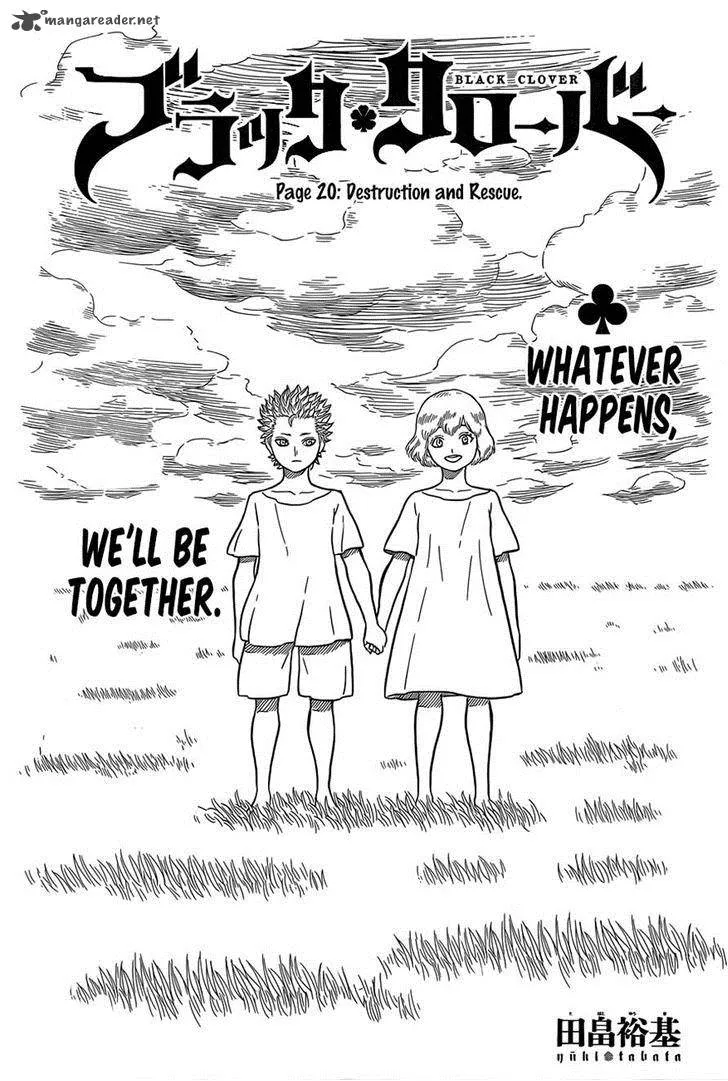 mangareader.net
ブラック・クローバー
BLACK CLOVER
Page 20: Destruction and Rescue.
WHATEVER
HAPPENS,
WE'LL BE
TOGETHER.
田畠裕基
yūki tabata